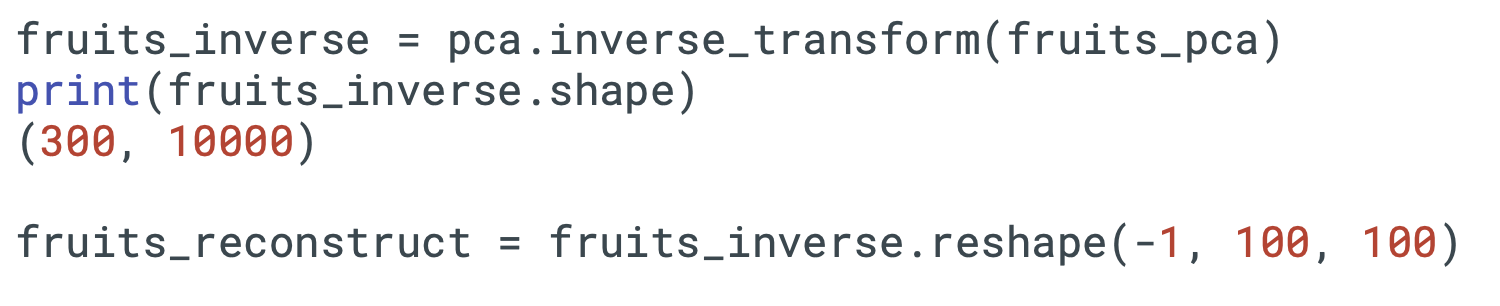 fruits_inverse = pca.inverse_transform(fruits_pca)
print(fruits_inverse.shape)
(300, 10000)
fruits_reconstruct = fruits_inverse.reshape(-1, 100, 100)